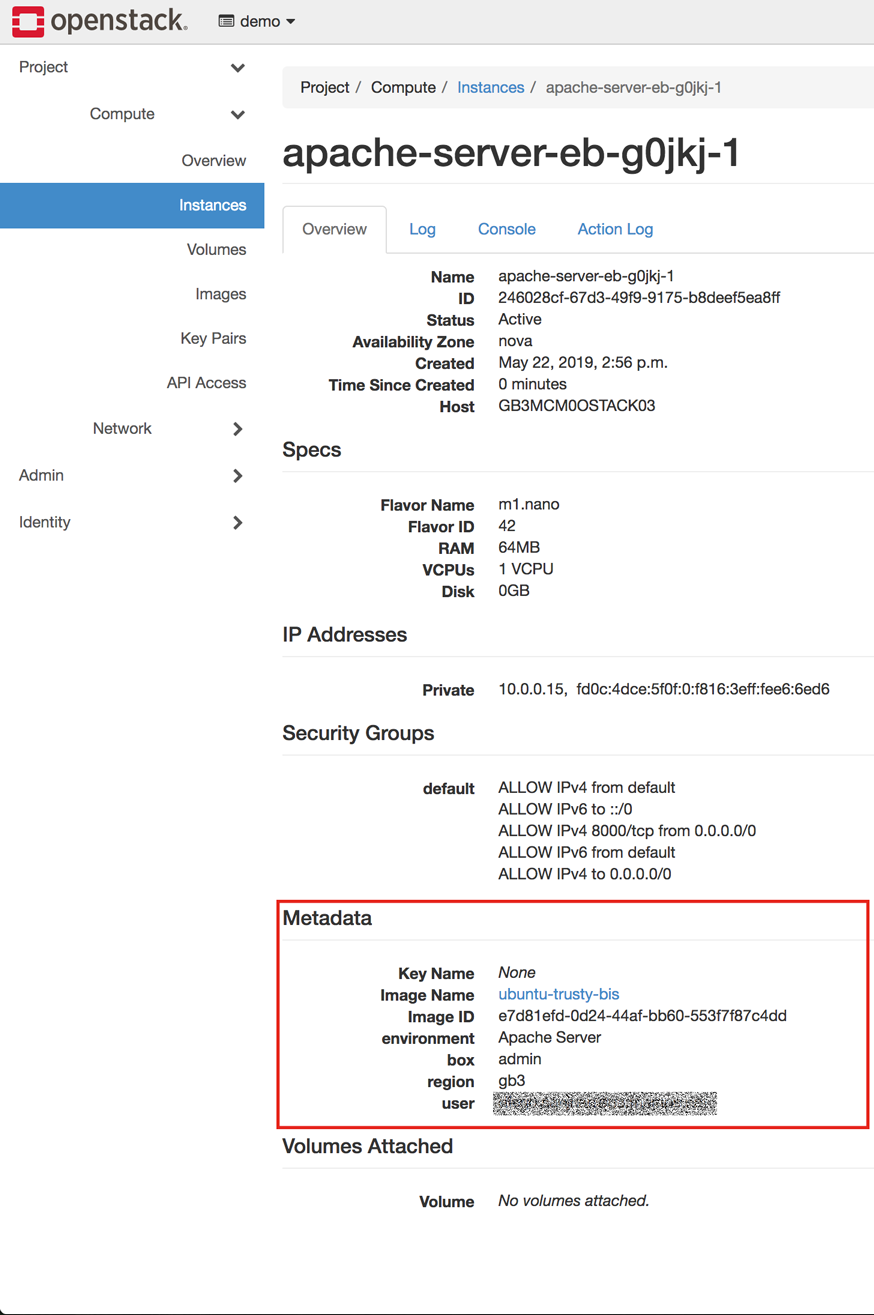 openstack. demo
Project
Compute
Overview
Instances
Volumes
Images
Key Pairs
API Access
Network
Admin
Identity
Project / Compute / Instances / apache-server-eb-g0jkj-1
apache-server-eb-g0jkj-1
Overview Log Console Action Log
Name apache-server-eb-g0jkj-1
ID 246028cf-67d3-49f9-9175-b8deef5ea8ff
Status Active
Availability Zone nova
Created May 22, 2019, 2:56 p.m.
Time Since Created 0 minutes
Host GB3MCM0OSTACK03
Specs
Flavor Name m1.nano
Flavor ID 42
RAM 64MB
VCPUs 1 VCPU
Disk 0GB
IP Addresses
Private 10.0.0.15, fd0c:4dce:5f0f:0:f816:3eff:fee6:6ed6
Security Groups
default ALLOW IPv4 from default
ALLOW IPv6 to ::/0
ALLOW IPv4 8000/tcp from 0.0.0.0/0
ALLOW IPv6 from default
ALLOW IPv4 to 0.0.0.0/0
Metadata
Key Name None
Image Name ubuntu-trusty-bis
Image ID e7d81efd-0d24-44af-bb60-553f7f87c4dd
environment Apache Server
box admin
region gb3
user
Volumes Attached
Volume No volumes attached.